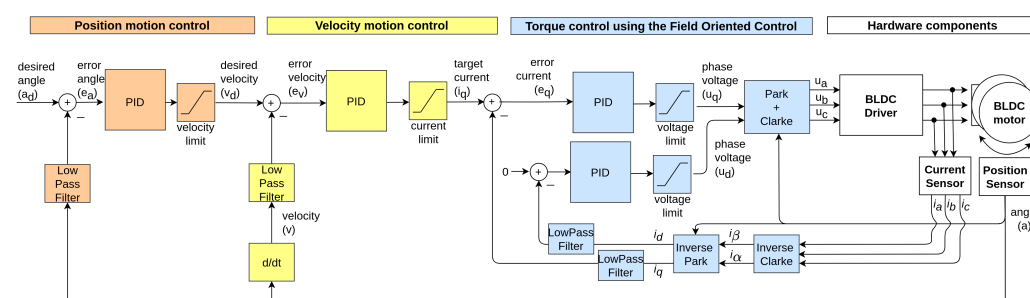 Position motion control
Velocity motion control
Torque control using the Field Oriented Control
Hardware components
desired
angle
(ad)
error
angle
(ea)
PID
velocity
limit
desired
velocity
(vd)
error
velocity
(ev)
PID
current
limit
target
current
(iq)
error
current
(eq)
PID
voltage
limit
phase
voltage
(uq)
Park
+
Clarke
ua
ub
uc
BLDC
Driver
BLDC
motor
0
PID
voltage
limit
phase
voltage
(ud)
Current
Sensor
Position
Sensor
Low
Pass
Filter
Low
Pass
Filter
velocity
(v)
d/dt
LowPass
Filter
id
LowPass
Filter
iq
Inverse
Park
iβ
iα
Inverse
Clarke
ia
ib
ic
ang
(a)